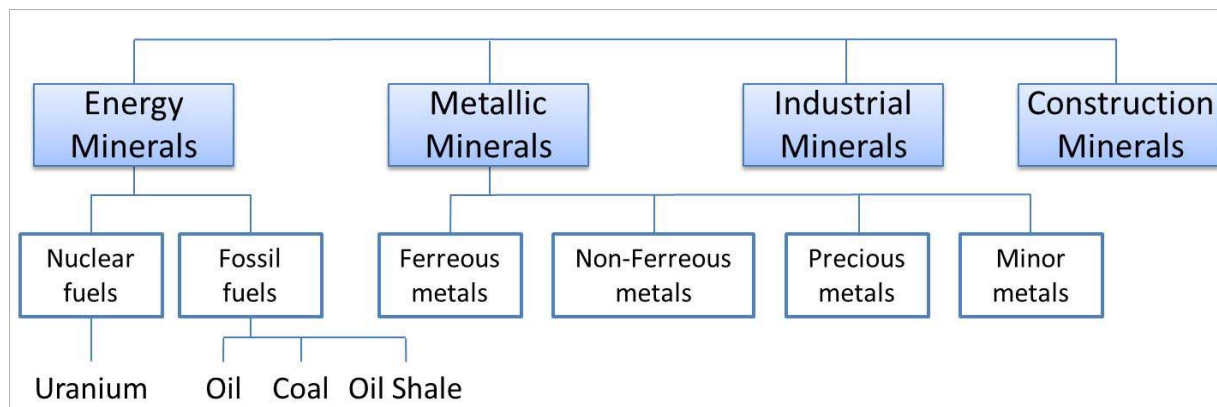 Energy
Minerals
Metallic
Minerals
Industrial
Minerals
Construction
Minerals
Nuclear
fuels
Fossil
fuels
Ferreous
metals
Non-Ferreous
metals
Precious
metals
Minor
metals
Uranium
Oil
Coal
Oil Shale